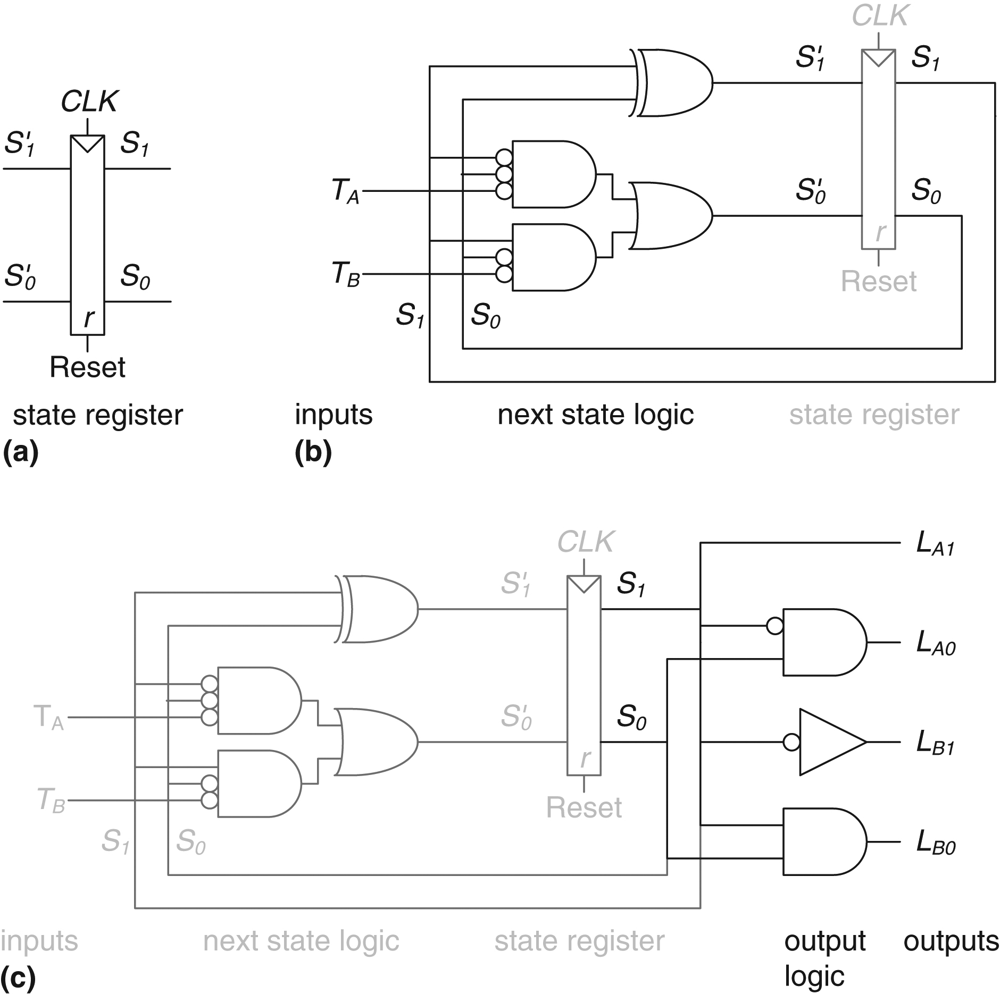 CLK
S'1 S1
S'0 S0
r
Reset
state register
(a)
CLK
S'1 S1
TA S'0 S0
r
TB Reset
S1 S0
inputs next state logic state register
(b)
CLK LA1
S'1 S1
LA0
TA S'0 S0
LB1
r
TB Reset
S1 S0 LB0
inputs next state logic state register output logic outputs
(c)